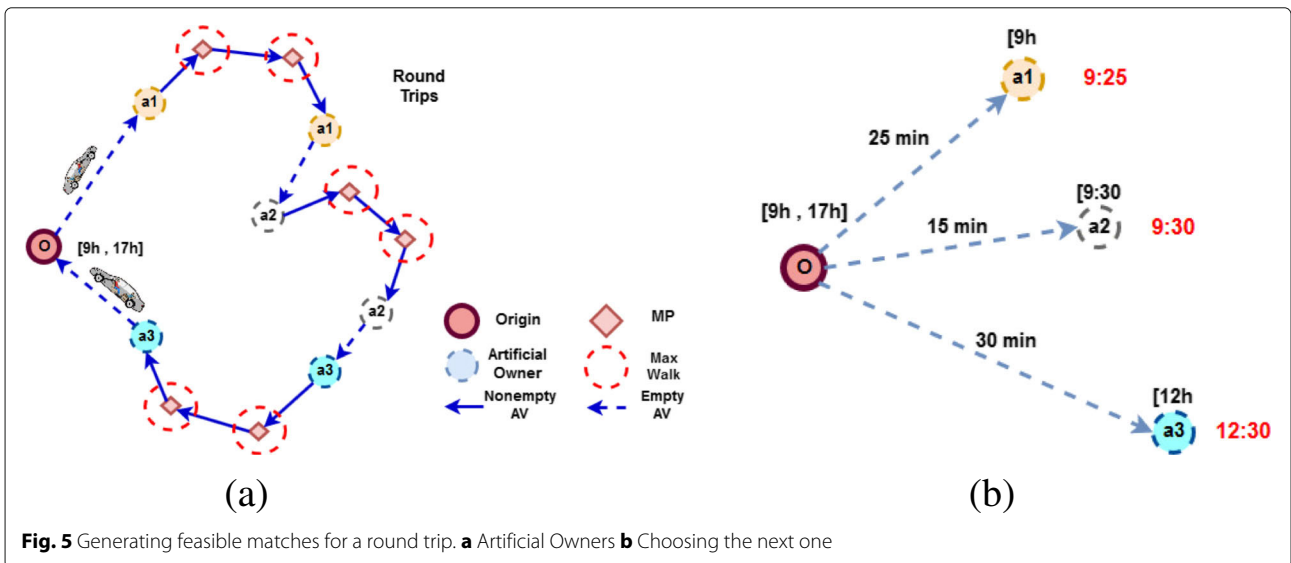 Round
Trips
a1
a1
a2
O
[9h , 17h]
a2
a3
a3
Origin
MP
Artificial
Owner
Max
Walk
Nonempty
AV
Empty
AV
(a)
[9h
a1
9:25
25 min
[9h , 17h]
[9:30
15 min
a2
9:30
O
30 min
[12h
a3
12:30
(b)
Fig. 5 Generating feasible matches for a round trip. a Artificial Owners b Choosing the next one